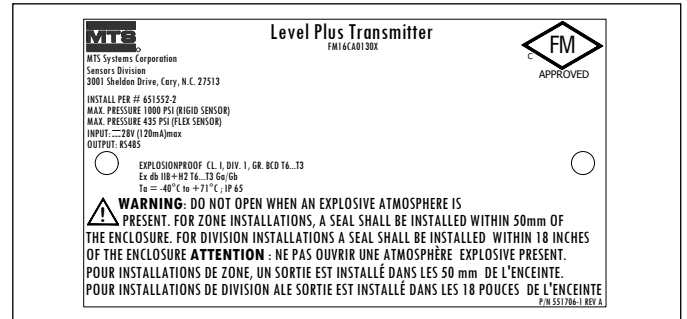 MTS
Level Plus Transmitter
FM16CA0130X
FM
C
APPROVED
MTS Systems Corporation
Sensors Division
3001 Sheldon Drive, Cary, N.C. 27513
INSTALL PER # 651552-2
MAX. PRESSURE 1000 PSI (RIGID SENSOR)
MAX. PRESSURE 435 PSI (FLEX SENSOR)
INPUT: ⎓28V (120mA)max
OUTPUT: RS485
EXPLOSIONPROOF CL. I, DIV. 1, GR. BCD T6...T3
Ex db IIB+H2 T6...T3 Ga/Gb
Ta = -40°C to +71°C ; IP 65
WARNING: DO NOT OPEN WHEN AN EXPLOSIVE ATMOSPHERE IS
PRESENT. FOR ZONE INSTALLATIONS, A SEAL SHALL BE INSTALLED WITHIN 50mm OF
THE ENCLOSURE. FOR DIVISION INSTALLATIONS A SEAL SHALL BE INSTALLED WITHIN 18 INCHES
OF THE ENCLOSURE ATTENTION : NE PAS OUVRIR UNE ATMOSPHÈRE EXPLOSIVE PRESENT.
POUR INSTALLATIONS DE ZONE, UN SORTIE EST INSTALLÉ DANS LES 50 mm DE L'ENCEINTE.
POUR INSTALLATIONS DE DIVISION ALE SORTIE EST INSTALLÉ DANS LES 18 POUCES DE L'ENCEINTE
P/N 551706-1 REV A